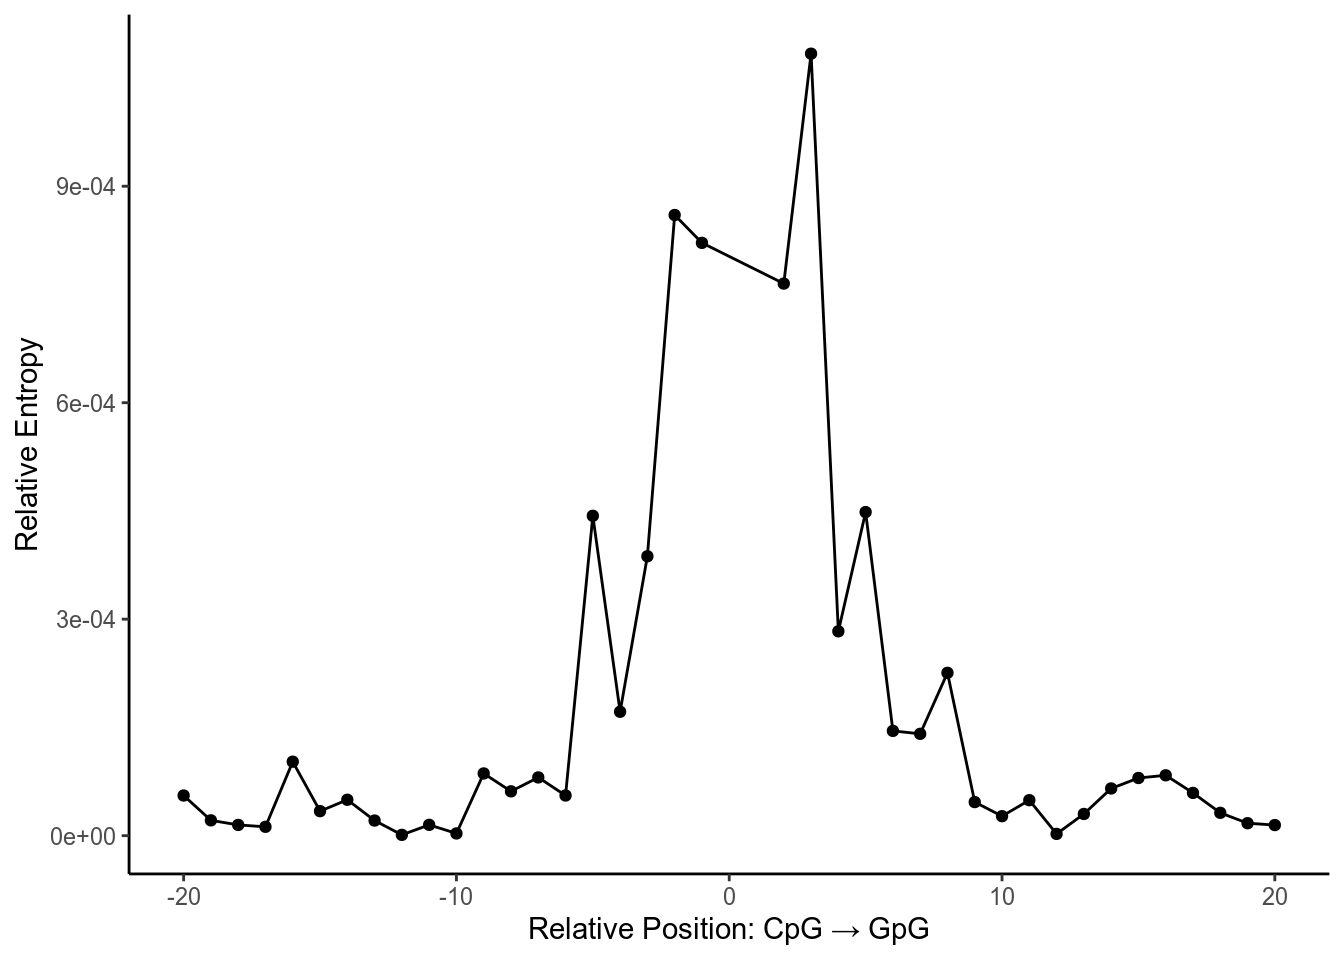 9e-04
6e-04
3e-04
0e+00
Relative Entropy
-20
-10
0
10
20
Relative Position: CpG → GpG